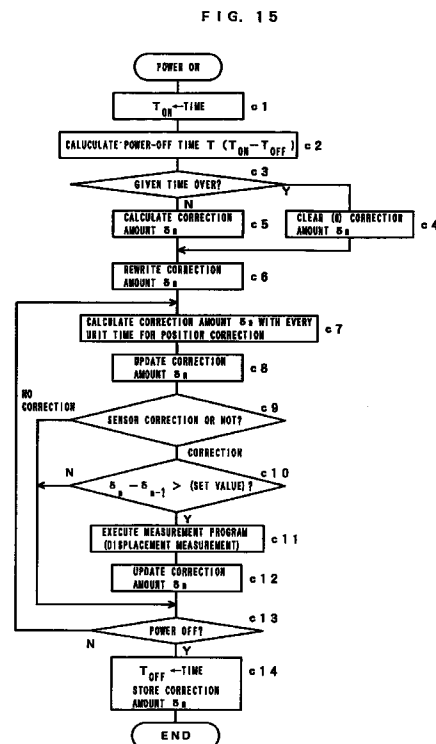 FIG. 15
POWER ON
T_ON ← TIME c1
CALUCULATE POWER-OFF TIME T (T_ON - T_OFF) c2
c3
GIVEN TIME OVER? Y
N
CALCULATE CORRECTION
AMOUNT δn c5
CLEAR (0) CORRECTION
AMOUNT δn c4
REWRITE CORRECTION
AMOUNT δn c6
CALCULATE CORRECTION AMOUNT δn WITH EVERY
UNIT TIME FOR POSITION CORRECTION c7
UPDATE CORRECTION
AMOUNT δn c8
NO
CORRECTION
c9
SENSOR CORRECTION OR NOT?
CORRECTION
c10
N
δn - δn-1 > (SET VALUE)?
Y
EXECUTE MEASUREMENT PROGRAM
(DISPLACEMENT MEASUREMENT) c11
UPDATE CORRECTION
AMOUNT δn c12
c13
POWER OFF?
N
Y
T_OFF ← TIME
STORE CORRECTION
AMOUNT δn c14
END